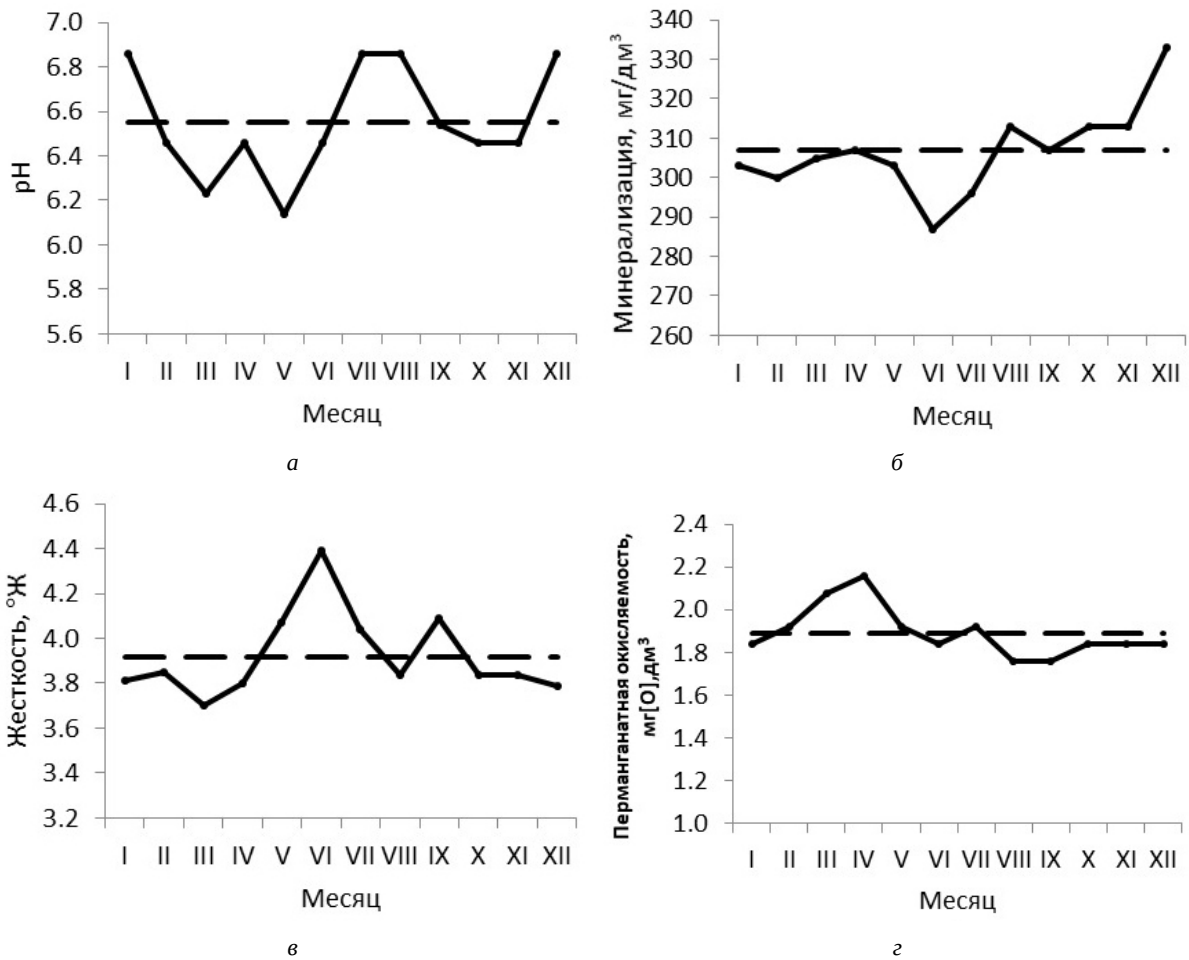 7.0
6.8
6.6
6.4
6.2
6.0
5.8
5.6
pH
I II III IV V VI VII VIII IX X XI XII
Месяц
а
340
330
320
310
300
290
280
270
260
Минерализация, мг/дм³
I II III IV V VI VII VIII IX X XI XII
Месяц
б
4.6
4.4
4.2
4.0
3.8
3.6
3.4
3.2
Жесткость, °Ж
I II III IV V VI VII VIII IX X XI XII
Месяц
в
2.4
2.2
2.0
1.8
1.6
1.4
1.2
1.0
Перманганатная окисляемость,
мг[О],дм³
I II III IV V VI VII VIII IX X XI XII
Месяц
г